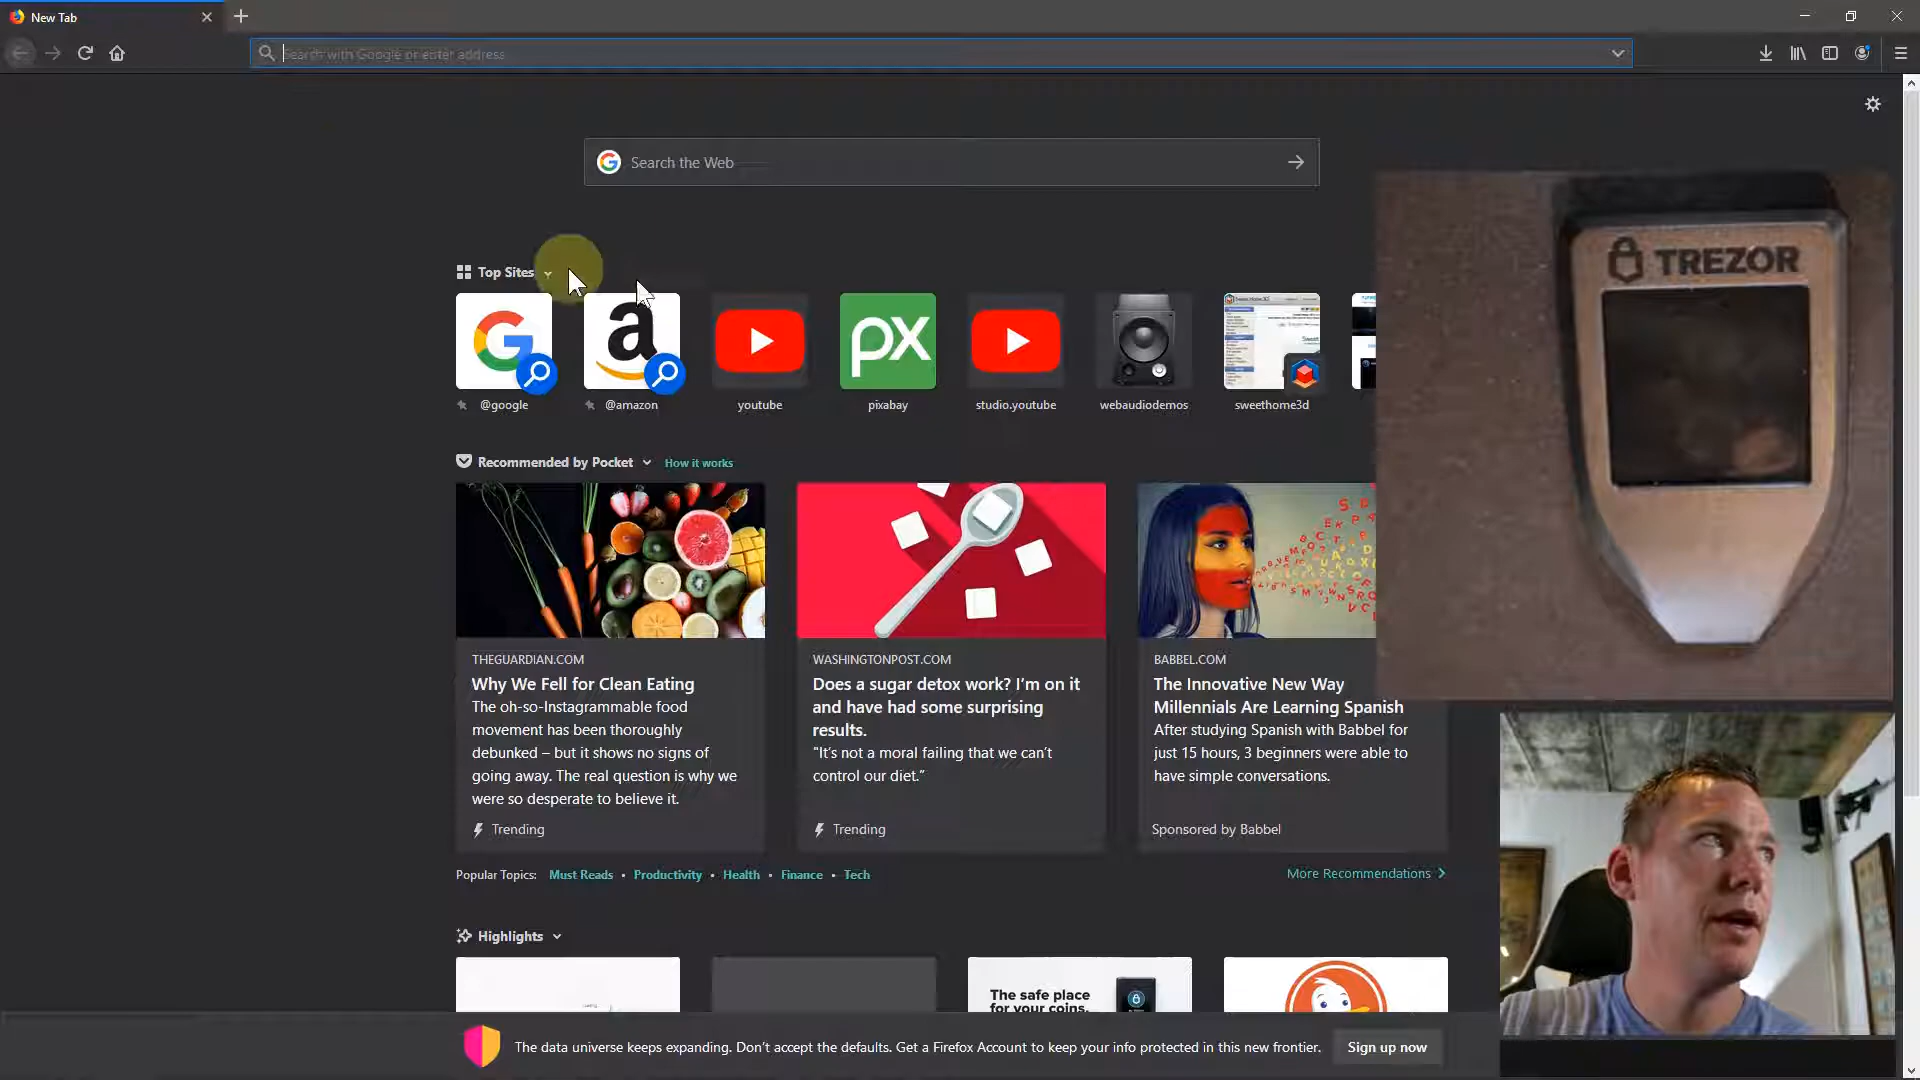 New Tab
Search with Google or enter address
Search the Web
TREZOR
Top Sites
@google
@amazon
youtube
pixabay
studio.youtube
webaudiodemos
sweethome3d
Recommended by Pocket
How it works
THEGUARDIAN.COM
Why We Fell for Clean Eating
The oh-so-Instagrammable food
movement has been thoroughly
debunked – but it shows no signs of
going away. The real question is why we
were so desperate to believe it.
Trending
WASHINGTONPOST.COM
Does a sugar detox work? I'm on it
and have had some surprising
results.
"It's not a moral failing that we can't
control our diet."
Trending
BABBEL.COM
The Innovative New Way
Millennials Are Learning Spanish
After studying Spanish with Babbel for
just 15 hours, 3 beginners were able to
have simple conversations.
Sponsored by Babbel
Popular Topics: Must Reads • Productivity • Health • Finance • Tech
More Recommendations
Highlights
The safe place
for your coins.
The data universe keeps expanding. Don't accept the defaults. Get a Firefox Account to keep your info protected in this new frontier.
Sign up now